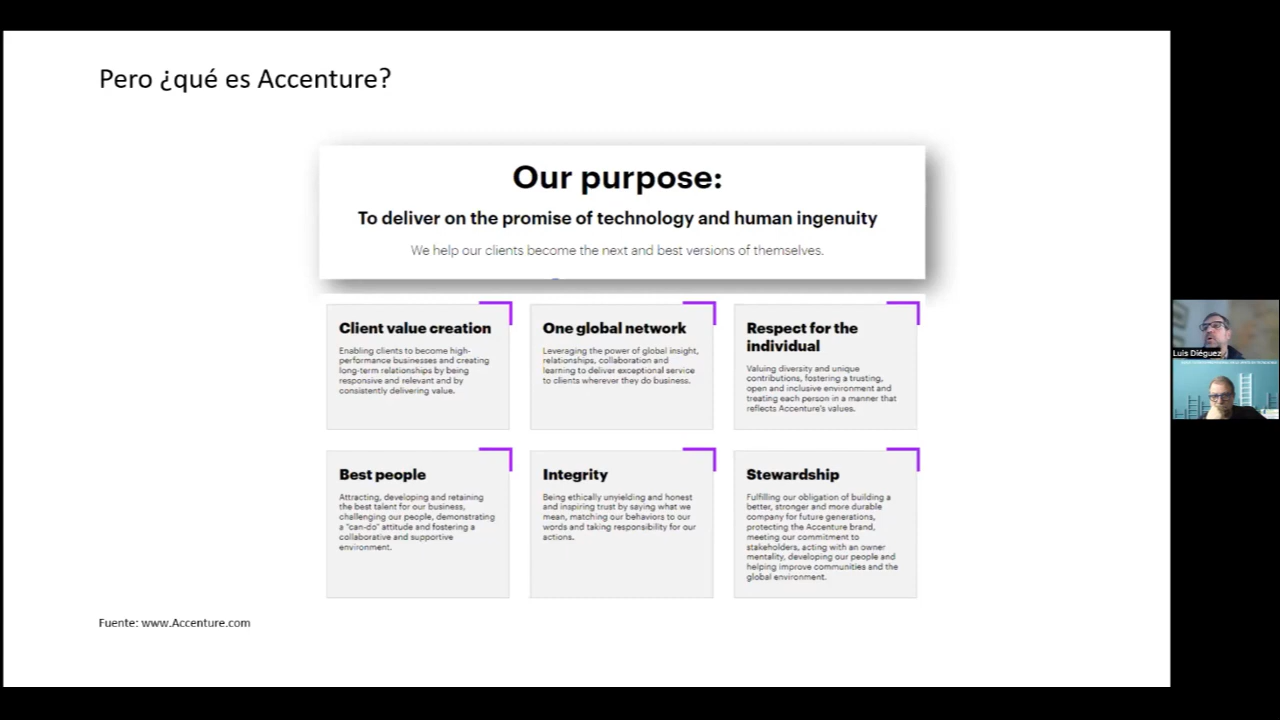 Pero ¿qué es Accenture?
Our purpose:
To deliver on the promise of technology and human ingenuity
We help our clients become the next and best versions of themselves.
Client value creation
Enabling clients to become high-
performance businesses and creating
long-term relationships by being
responsive and relevant and by
consistently delivering value.
One global network
Leveraging the power of global insight,
relationships, collaboration and
learning to deliver exceptional service
to clients wherever they do business.
Respect for the
individual
Valuing diversity and unique
contributions, fostering a trusting,
open and inclusive environment and
treating each person in a manner that
reflects Accenture's values.
Best people
Attracting, developing and retaining
the best talent for our business,
challenging our people, demonstrating
a "can-do" attitude and fostering a
collaborative and supportive
environment.
Integrity
Being ethically unyielding and honest
and inspiring trust by saying what we
mean, matching our behaviors to our
words and taking responsibility for our
actions.
Stewardship
Fulfilling our obligation of building a
better, stronger and more durable
company for future generations,
protecting the Accenture brand,
meeting our commitment to
stakeholders, acting with an owner
mentality, developing our people and
helping improve communities and the
global environment.
Fuente: www.Accenture.com
Luis Diéguez